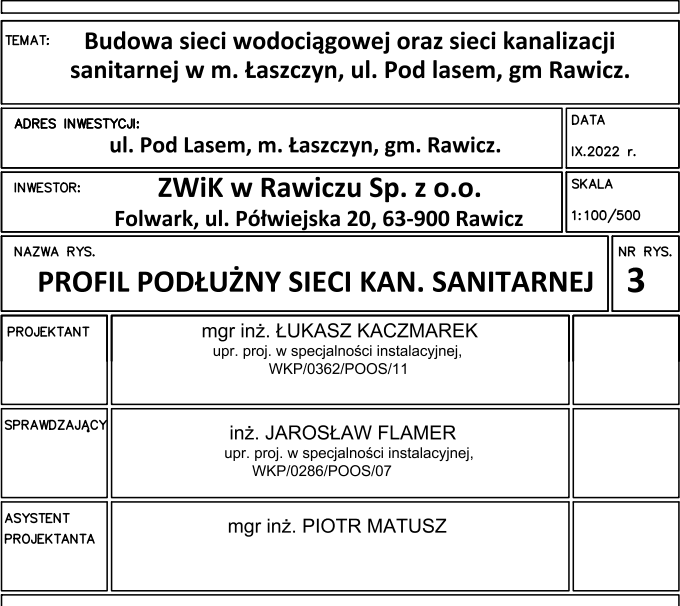 TEMAT:
Budowa sieci wodociągowej oraz sieci kanalizacji
sanitarnej w m. Łaszczyn, ul. Pod lasem, gm Rawicz.
ADRES INWESTYCJI:
ul. Pod Lasem, m. Łaszczyn, gm. Rawicz.
DATA
IX.2022 r.
INWESTOR:
ZWiK w Rawiczu Sp. z o.o.
Folwark, ul. Półwiejska 20, 63-900 Rawicz
SKALA
1:100/500
NAZWA RYS.
PROFIL PODŁUŻNY SIECI KAN. SANITARNEJ
NR RYS.
3
PROJEKTANT
mgr inż. ŁUKASZ KACZMAREK
upr. proj. w specjalności instalacyjnej,
WKP/0362/POOS/11
SPRAWDZAJĄCY
inż. JAROSŁAW FLAMER
upr. proj. w specjalności instalacyjnej,
WKP/0286/POOS/07
ASYSTENT
PROJEKTANTA
mgr inż. PIOTR MATUSZ